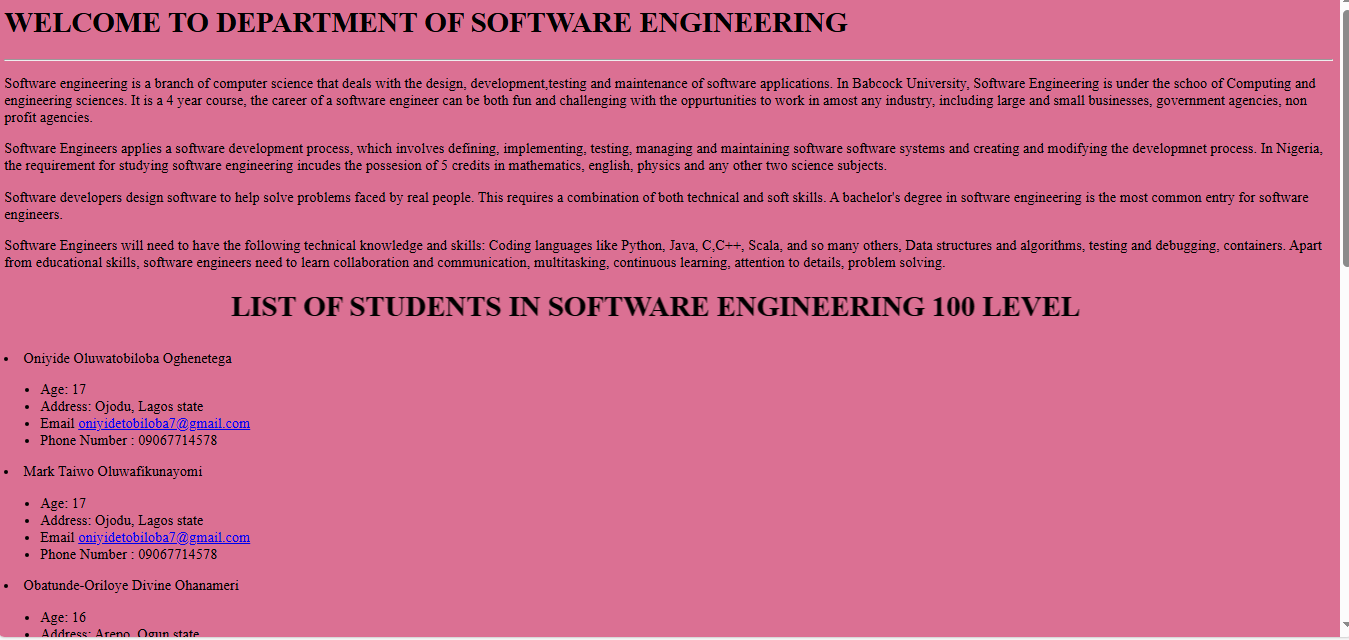 WELCOME TO DEPARTMENT OF SOFTWARE ENGINEERING
Software engineering is a branch of computer science that deals with the design, development,testing and maintenance of software applications. In Babcock University, Software Engineering is under the schoo of Computing and
engineering sciences. It is a 4 year course, the career of a software engineer can be both fun and challenging with the oppurtunities to work in amost any industry, including large and small businesses, government agencies, non
profit agencies.
Software Engineers applies a software development process, which involves defining, implementing, testing, managing and maintaining software software systems and creating and modifying the developmnet process. In Nigeria,
the requirement for studying software engineering incudes the possesion of 5 credits in mathematics, english, physics and any other two science subjects.
Software developers design software to help solve problems faced by real people. This requires a combination of both technical and soft skills. A bachelor's degree in software engineering is the most common entry for software
engineers.
Software Engineers will need to have the following technical knowledge and skills: Coding languages like Python, Java, C,C++, Scala, and so many others, Data structures and algorithms, testing and debugging, containers. Apart
from educational skills, software engineers need to learn collaboration and communication, multitasking, continuous learning, attention to details, problem solving.
LIST OF STUDENTS IN SOFTWARE ENGINEERING 100 LEVEL
• Oniyide Oluwatobiloba Oghenetega
• Age: 17
• Address: Ojodu, Lagos state
• Email oniyidetobiloba7@gmail.com
• Phone Number : 09067714578
• Mark Taiwo Oluwafikunayomi
• Age: 17
• Address: Ojodu, Lagos state
• Email oniyidetobiloba7@gmail.com
• Phone Number : 09067714578
• Obatunde-Oriloye Divine Ohanameri
• Age: 16
• Address: Arepo, Ogun state